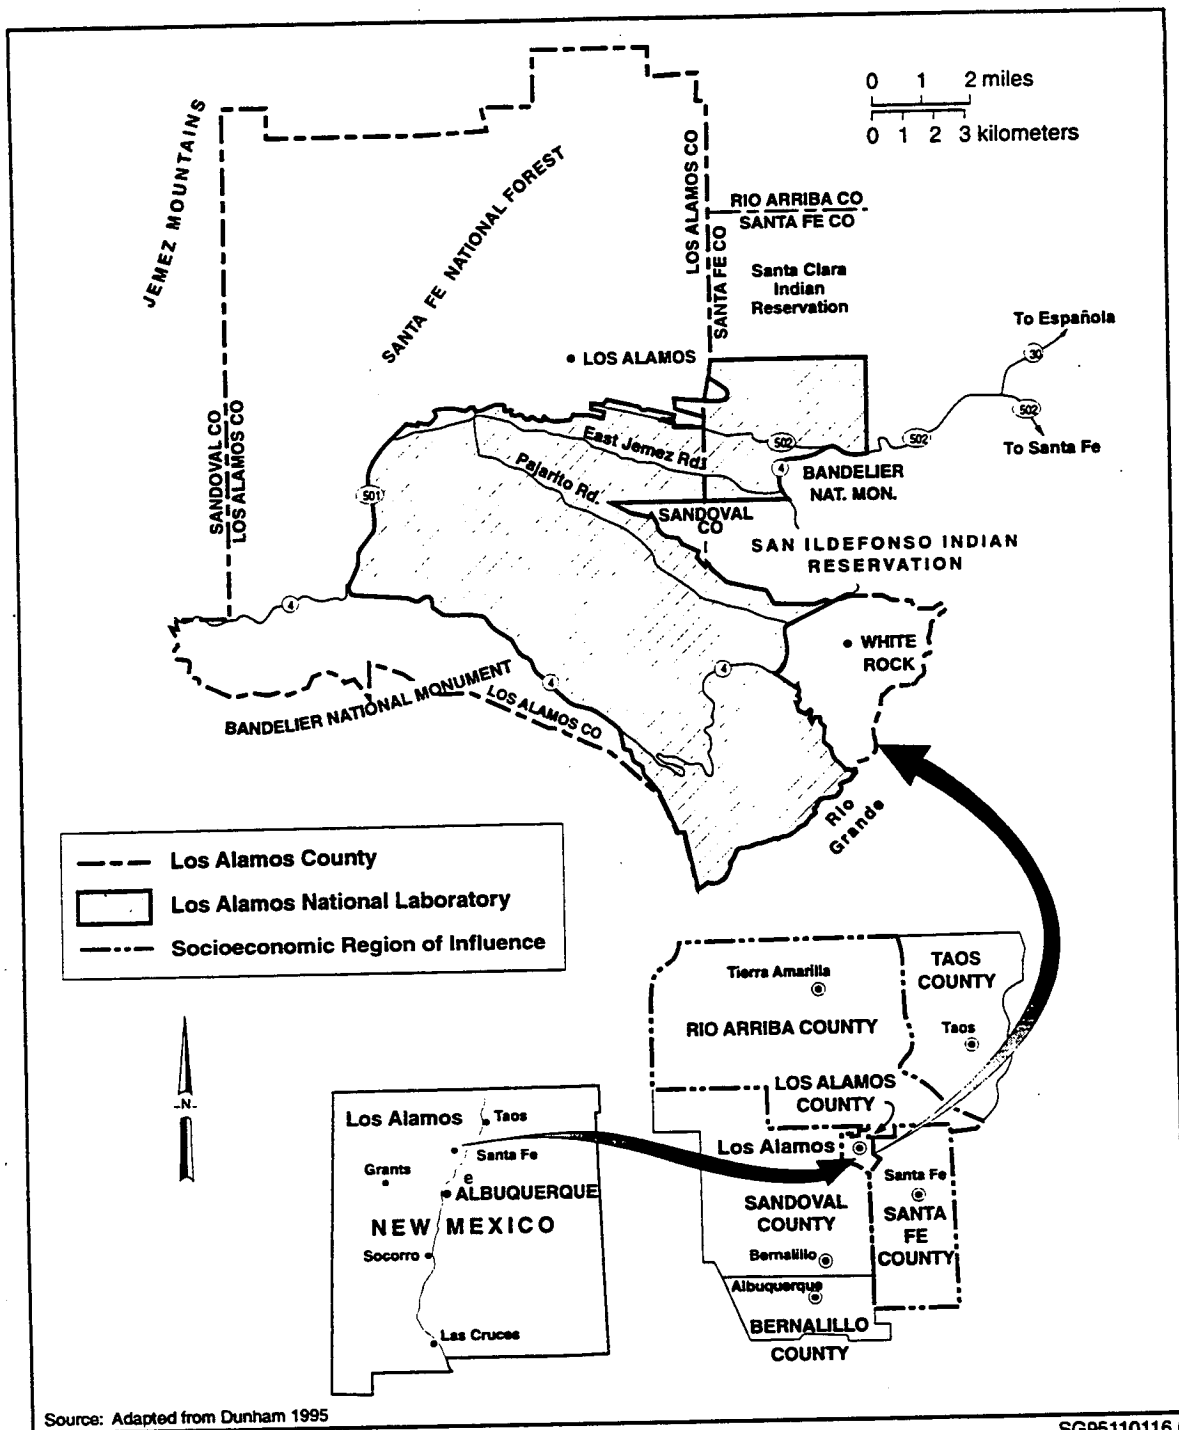 0 1 2 miles
0 1 2 3 kilometers
JEMEZ MOUNTAINS
SANTA FE NATIONAL FOREST
LOS ALAMOS CO
SANTA FE CO
RIO ARRIBA CO
SANTA FE CO
Santa Clara
Indian
Reservation
To Española
30
502
To Santa Fe
LOS ALAMOS
SANDOVAL CO
LOS ALAMOS CO
502
502
East Jemez Rd.
4
Pajarito Rd.
501
BANDELIER
NAT. MON.
SANDOVAL
CO
SAN ILDEFONSO INDIAN
RESERVATION
4
WHITE
ROCK
4
4
BANDELIER NATIONAL MONUMENT
LOS ALAMOS CO
Rio
Grande
Los Alamos County
Los Alamos National Laboratory
Socioeconomic Region of Influence
N
Tierra Amarilla
TAOS
COUNTY
RIO ARRIBA COUNTY
Taos
LOS ALAMOS
COUNTY
Los Alamos
Santa Fe
SANDOVAL
COUNTY
SANTA
FE
COUNTY
Bernalillo
Albuquerque
BERNALILLO
COUNTY
Los Alamos
Taos
Santa Fe
Grants
e
ALBUQUERQUE
NEW MEXICO
Socorro
Las Cruces
Source: Adapted from Dunham 1995
SG95110116